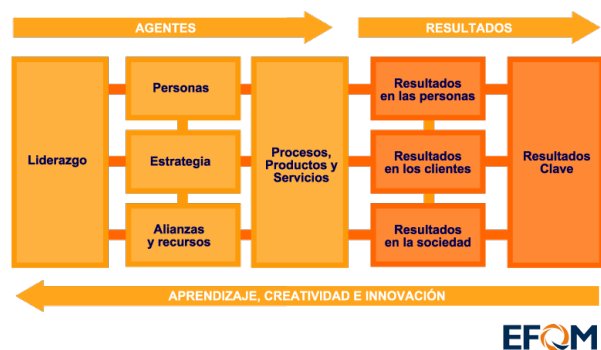 AGENTES
RESULTADOS
Liderazgo
Personas
Estrategia
Alianzas
y recursos
Procesos,
Productos y
Servicios
Resultados
en las personas
Resultados
en los clientes
Resultados
en la sociedad
Resultados
Clave
APRENDIZAJE, CREATIVIDAD E INNOVACIÓN
EFQM